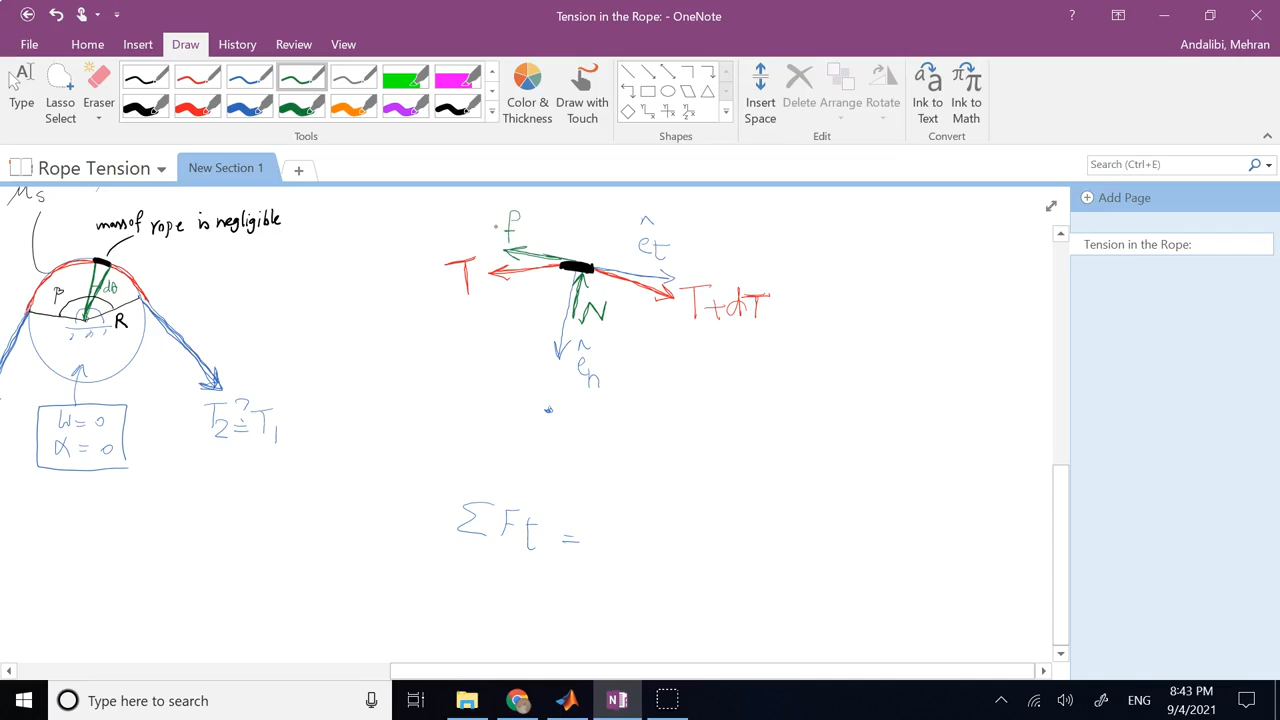 Tension in the Rope: - OneNote
?
File Home Insert Draw History Review View
Andalibi, Mehran
Type
Lasso Select
Eraser
Color & Thickness
Draw with Touch
Insert Space
Delete
Arrange
Rotate
Ink to Text
Ink to Math
Tools
Shapes
Edit
Convert
Rope Tension
New Section 1
Search (Ctrl+E)
Add Page
Tension in the Rope:
μs
mass of rope is negligible
β
dθ
R
ω = 0
α = 0
T2 ?= T1
f
êt
T
T+dT
N
ên
ΣFt =
Type here to search
ENG
8:43 PM
9/4/2021